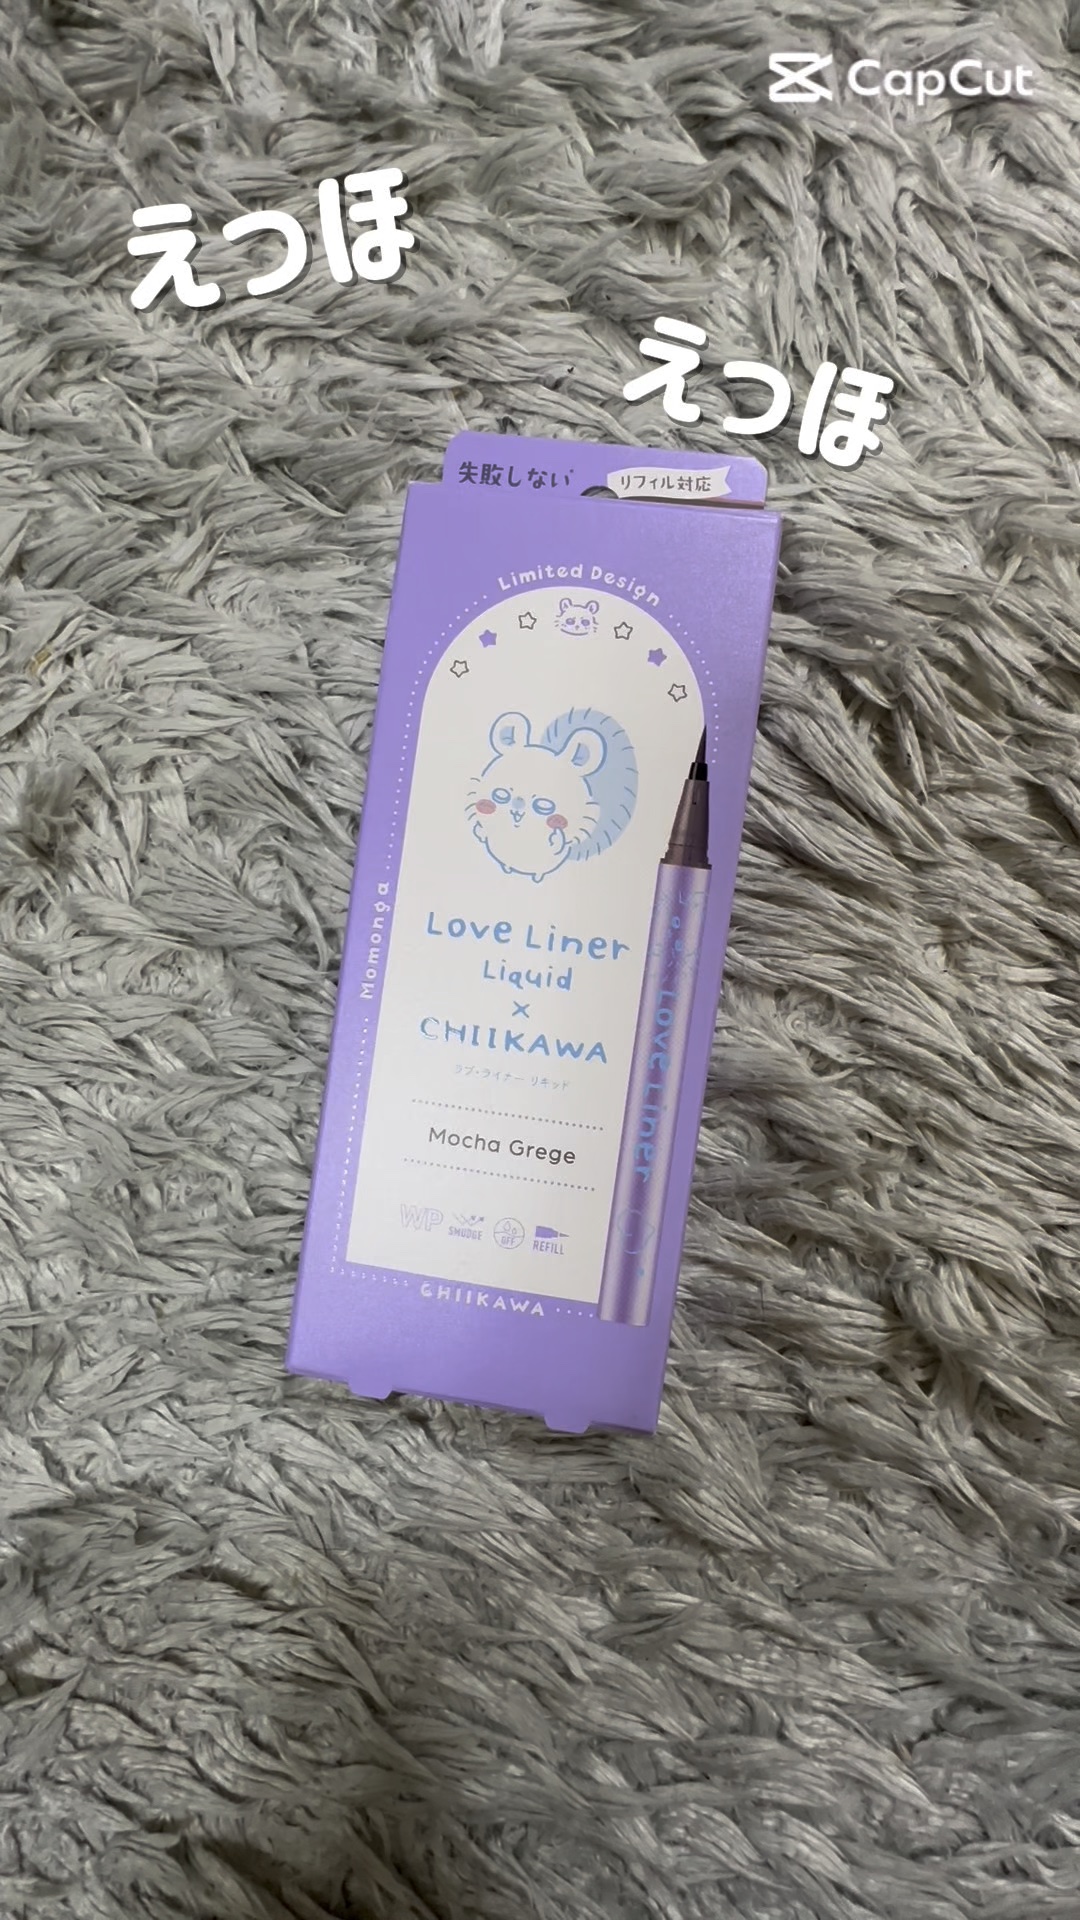 CapCut
えつほ
えつほ
失敗しない
リフィル対応
Limited Design
Momonga
Love Liner
Liquid
×
CHIIKAWA
ラブ・ライナー リキッド
Mocha Grege
WP
SMUDGE
OFF
REFILL
Love Liner
CHIIKAWA